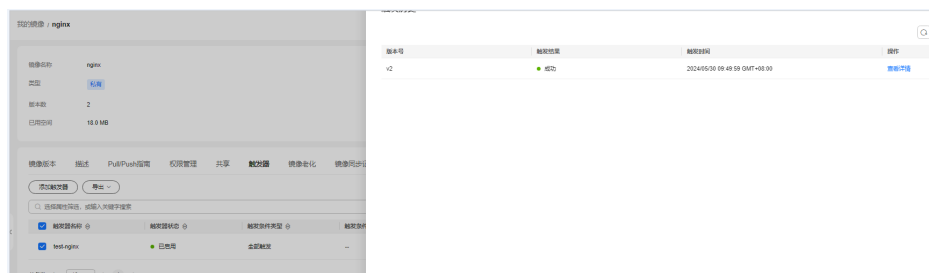 我的镜像 / nginx
镜像名称 nginx
类型 私有
版本数 2
已用空间 18.0 MB
镜像版本 描述 Pull/Push指南 权限管理 共享 触发器 镜像老化 镜像同步
添加触发器 导出
选择属性筛选，或输入关键字搜索
触发器名称 触发器状态 触发条件类型 触发条件
test-nginx 已启用 全部触发 --
版本号 触发结果 触发时间 操作
v2 成功 2024/05/30 09:49:59 GMT+08:00 查看详情